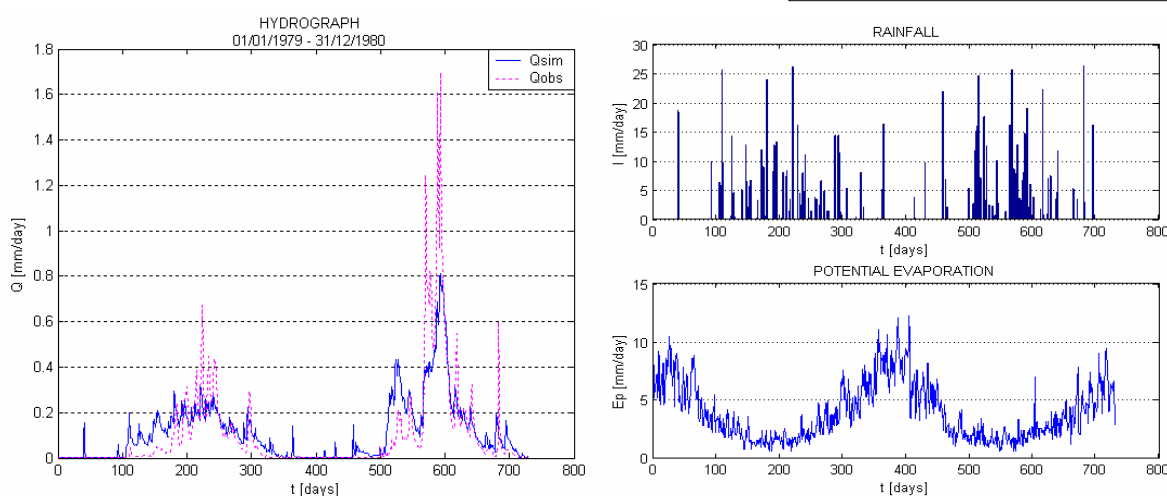 HYDROGRAPH
01/01/1979 - 31/12/1980
Qsim
Qobs
1.8
1.6
1.4
1.2
1
0.8
0.6
0.4
0.2
0
Q [mm/day]
0 100 200 300 400 500 600 700 800
t [days]
RAINFALL
30
25
20
15
10
5
0
I [mm/day]
0 100 200 300 400 500 600 700 800
t [days]
POTENTIAL EVAPORATION
15
10
5
0
Ep [mm/day]
0 100 200 300 400 500 600 700 800
t [days]